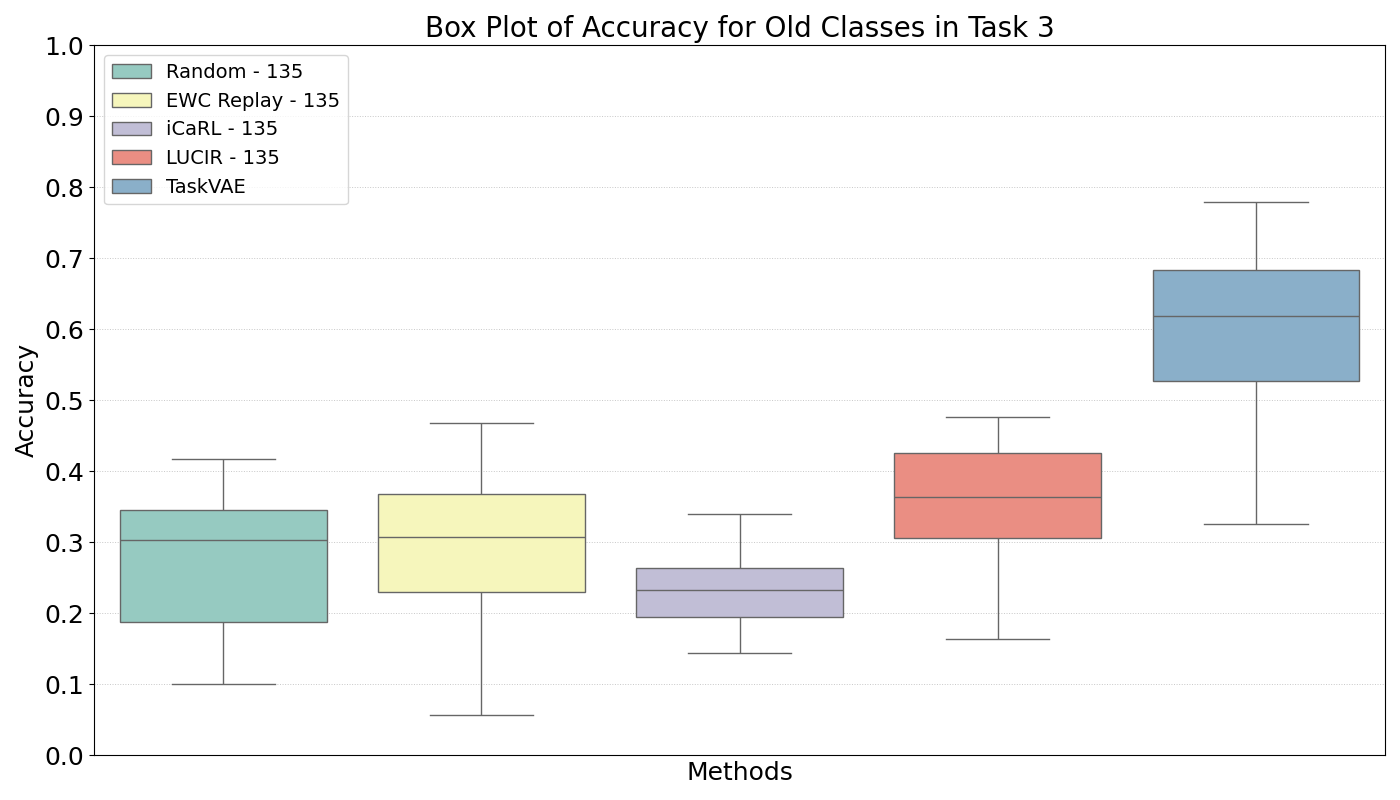 Box Plot of Accuracy for Old Classes in Task 3
1.0
0.9
0.8
0.7
0.6
0.5
0.4
0.3
0.2
0.1
0.0
Accuracy
Random - 135
EWC Replay - 135
iCaRL - 135
LUCIR - 135
TaskVAE
Methods